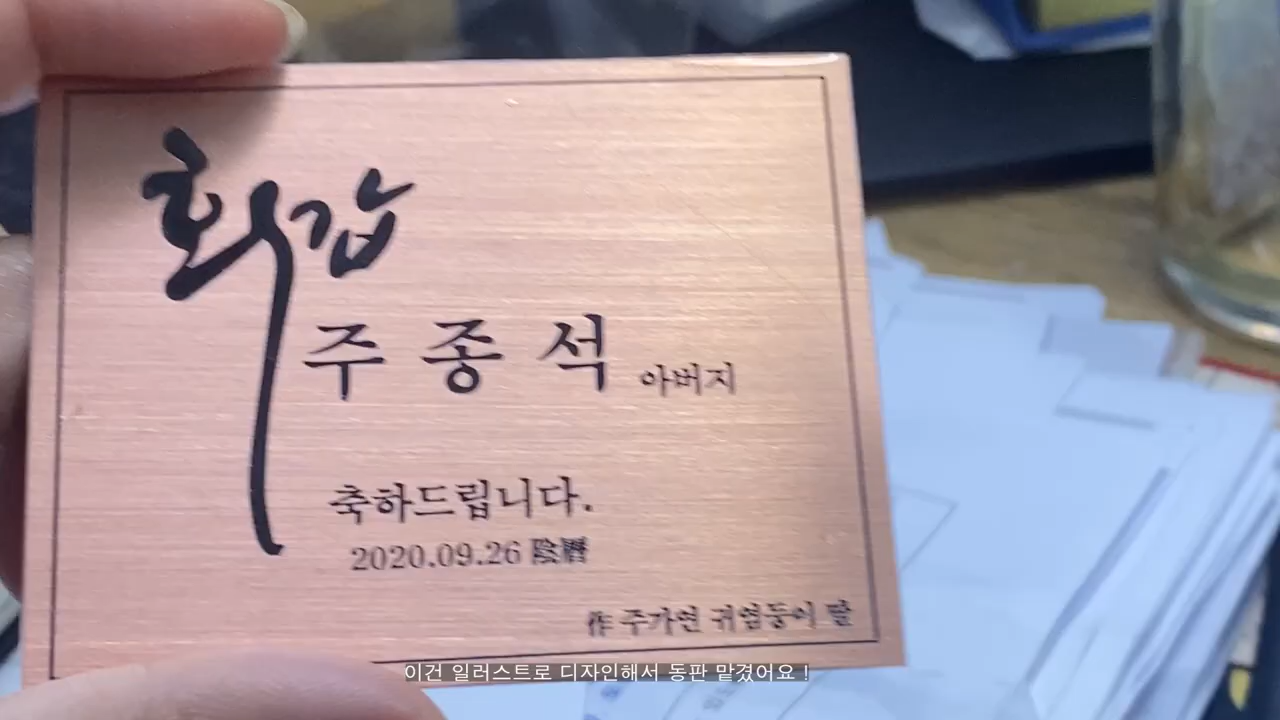 회갑
주종석 아버지
축하드립니다.
2020.09.26 陰曆
作 주가연 귀염둥이 딸
이건 일러스트로 디자인해서 동판 맡겼어요 !